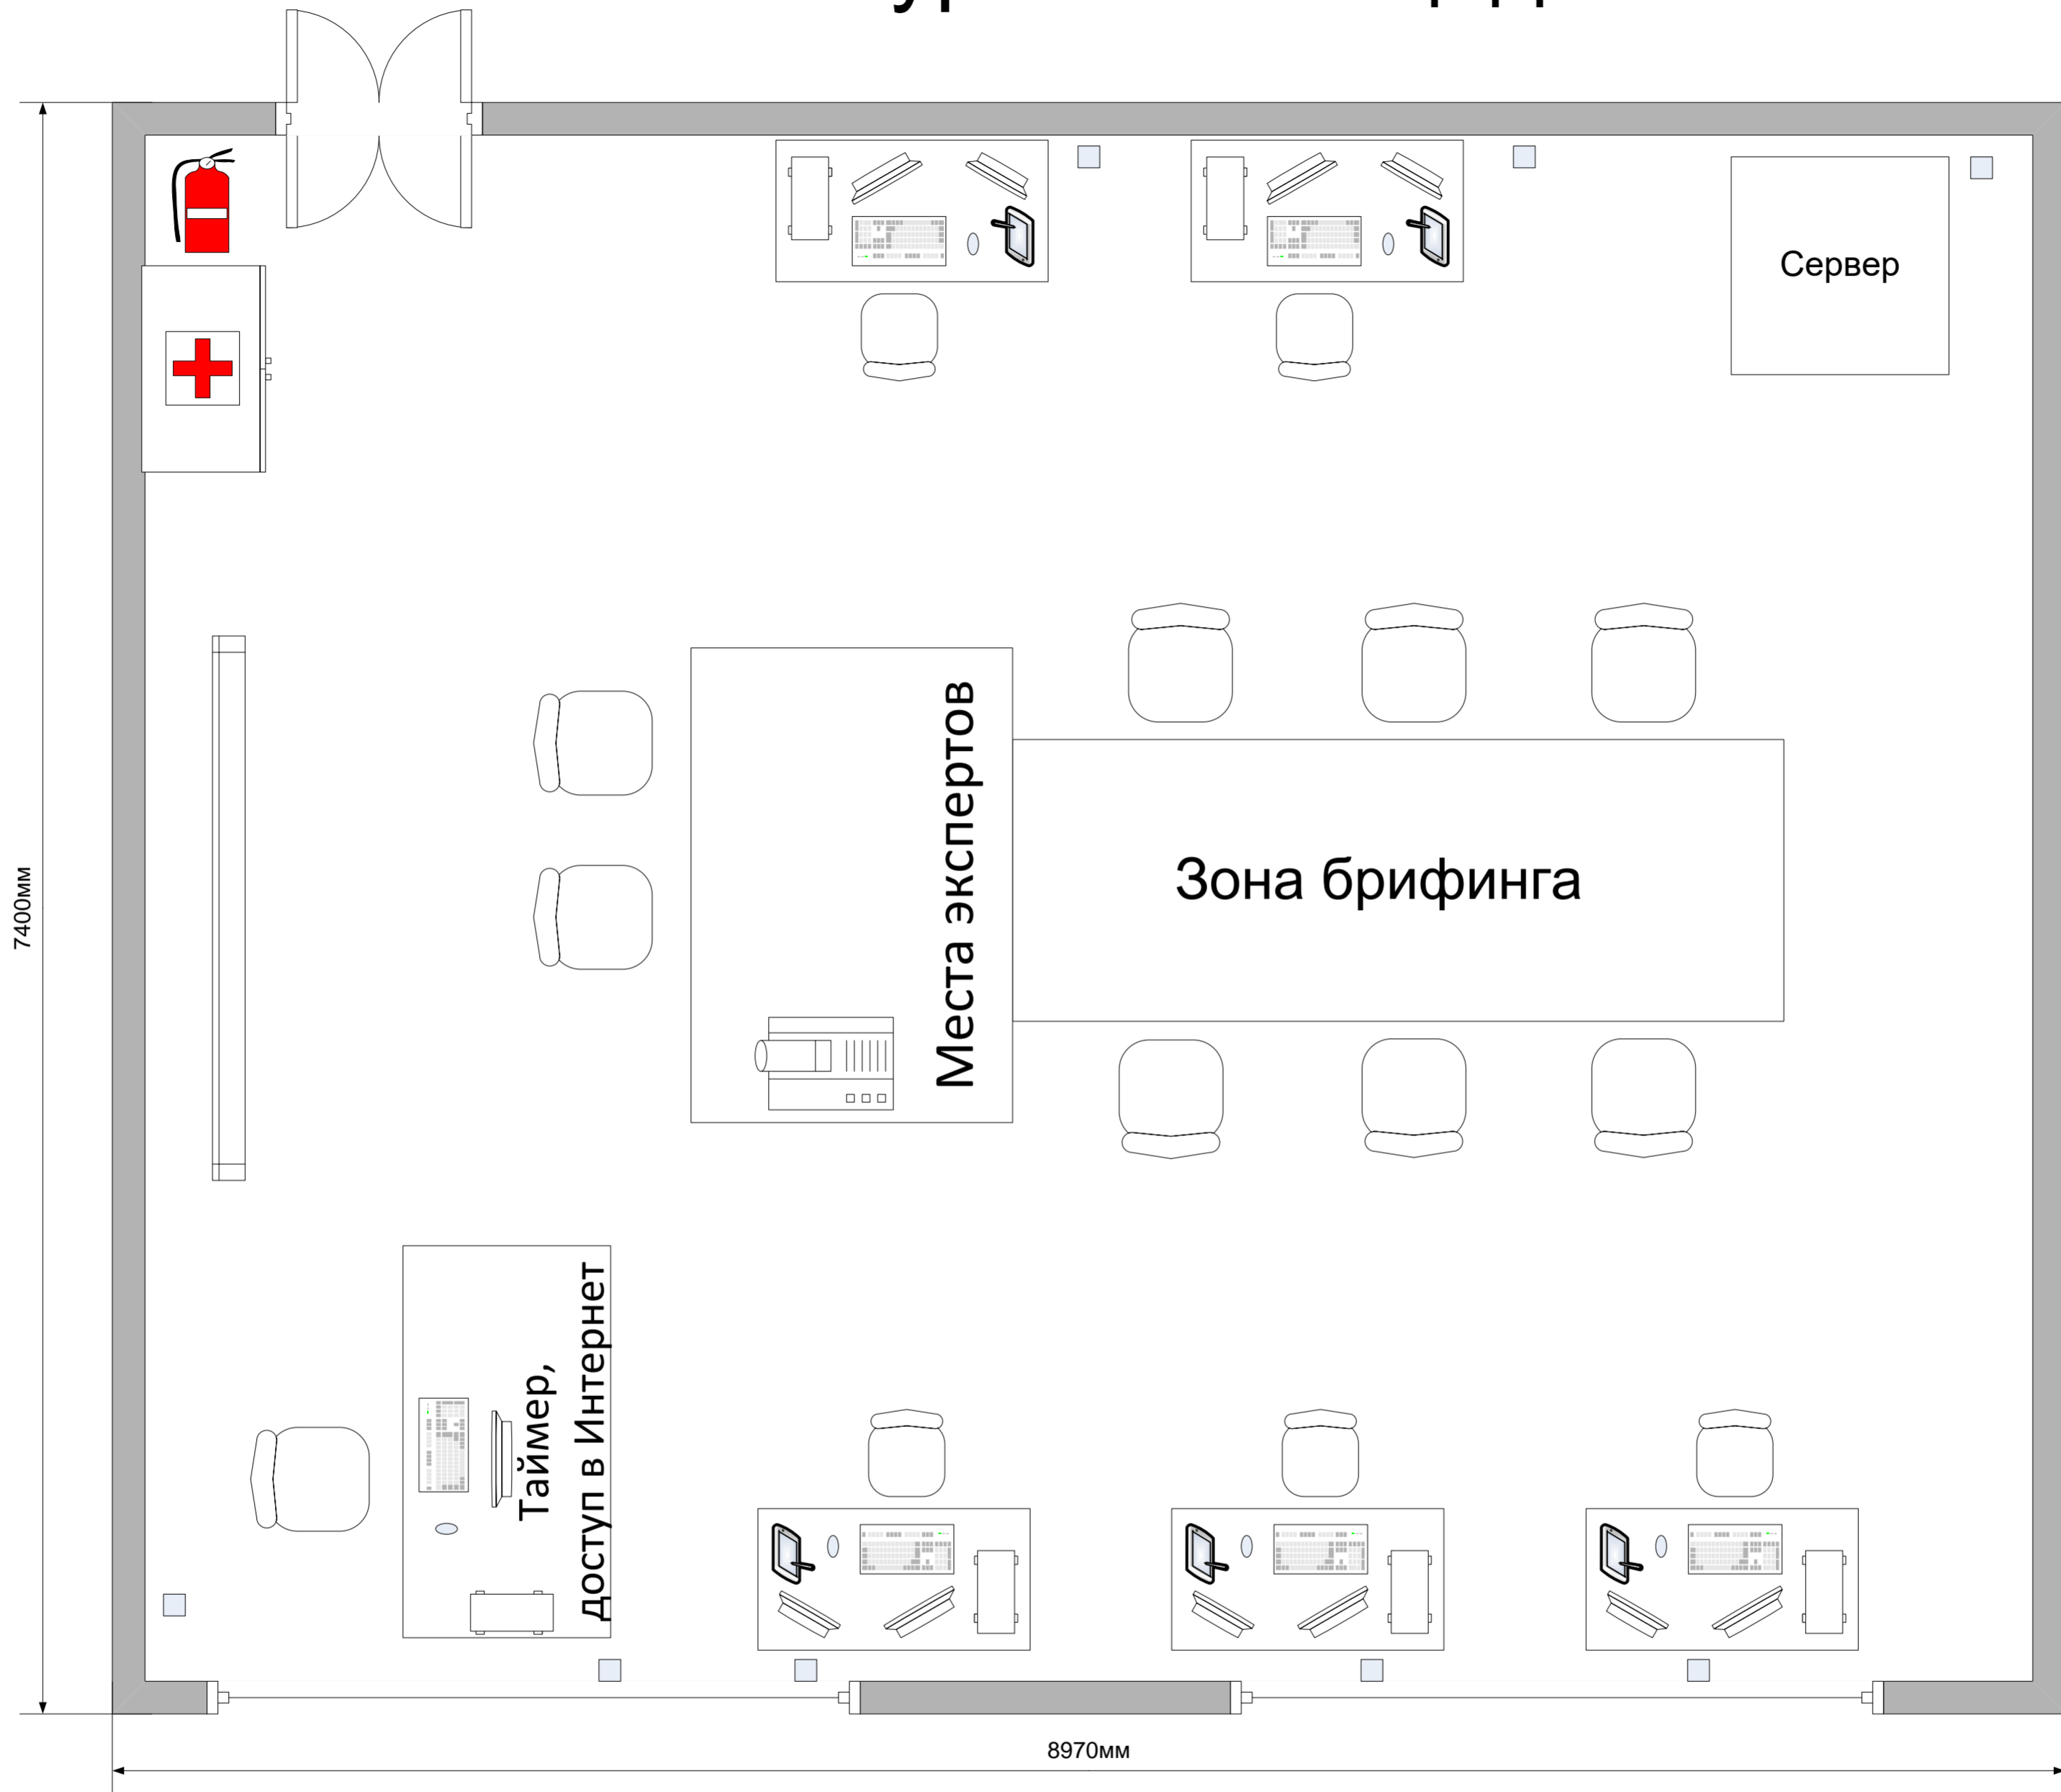 Сервер
7400мм
Места экспертов
Зона брифинга
Таймер,
доступ в Интернет
8970мм